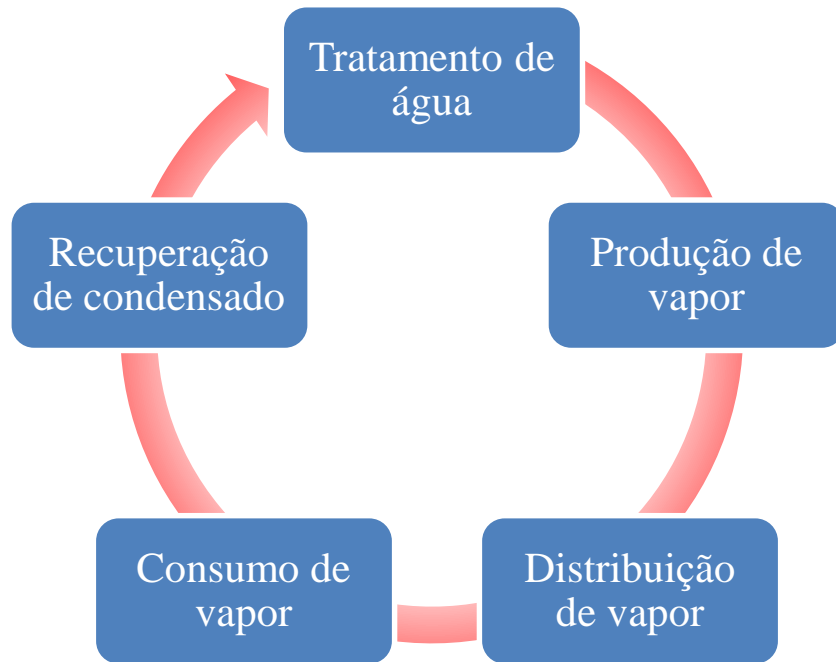 Tratamento de
água
Produção de
vapor
Distribuição
de vapor
Consumo de
vapor
Recuperação
de condensado